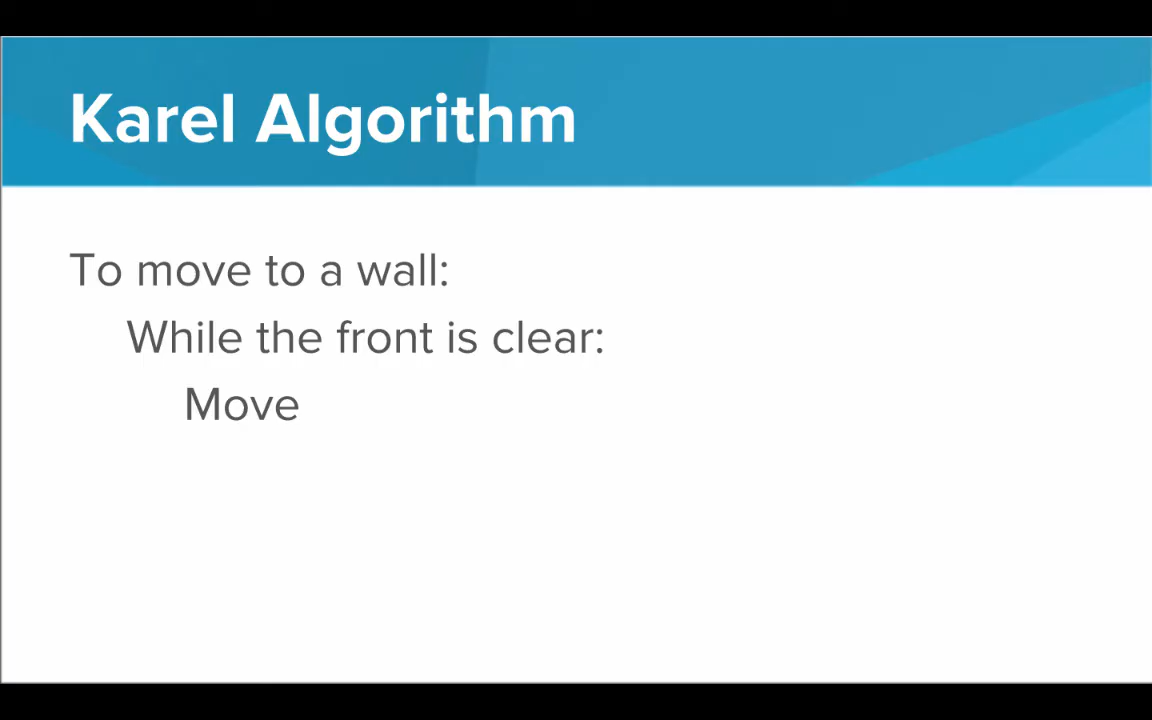 Karel Algorithm
To move to a wall:
While the front is clear:
Move